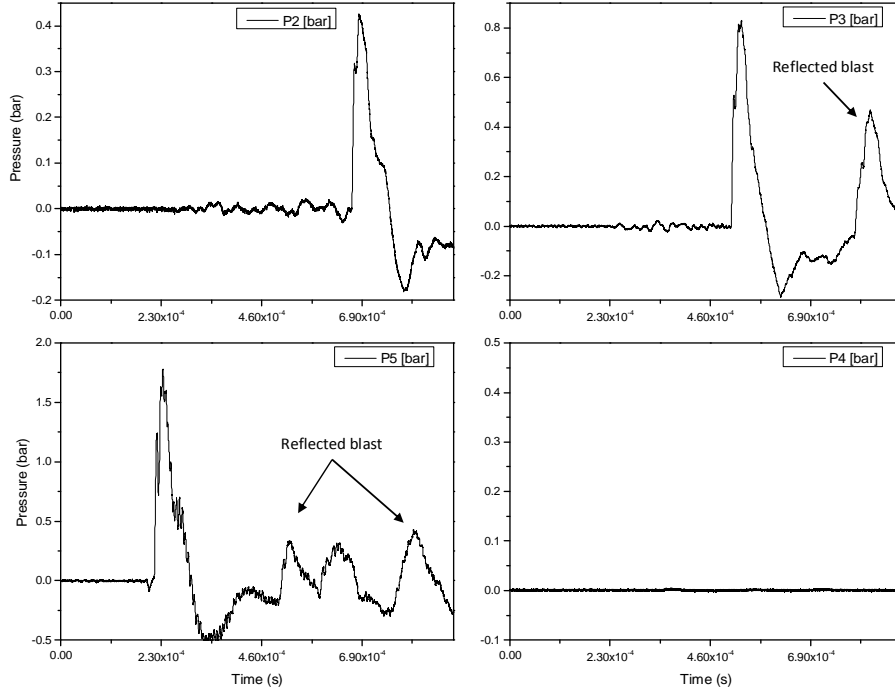 P2 [bar]
Pressure (bar)
0.4
0.3
0.2
0.1
0.0
-0.1
-0.2
0.00
2.30x10⁻⁴
4.60x10⁻⁴
6.90x10⁻⁴
P3 [bar]
Reflected blast
0.8
0.6
0.4
0.2
0.0
-0.2
0.00
2.30x10⁻⁴
4.60x10⁻⁴
6.90x10⁻⁴
P5 [bar]
Reflected blast
Pressure (bar)
2.0
1.5
1.0
0.5
0.0
-0.5
0.00
2.30x10⁻⁴
4.60x10⁻⁴
6.90x10⁻⁴
Time (s)
P4 [bar]
0.5
0.4
0.3
0.2
0.1
0.0
-0.1
0.00
2.30x10⁻⁴
4.60x10⁻⁴
6.90x10⁻⁴
Time (s)